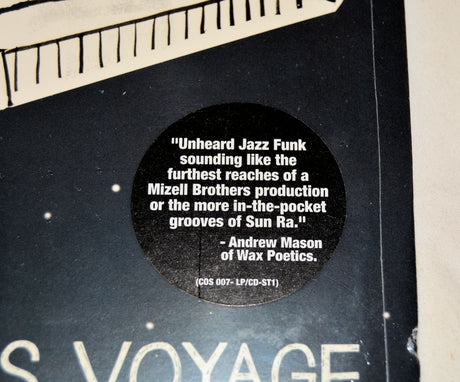 "Unheard Jazz Funk
sounding like the
furthest reaches of a
Mizell Brothers production
or the more in-the-pocket
grooves of Sun Ra."
- Andrew Mason
of Wax Poetics.
(COS 007- LP/CD-ST1)
S VOYAGE